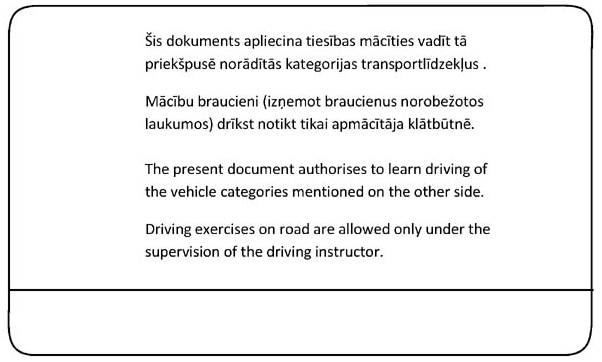 Šis dokuments apliecina tiesības mācīties vadīt tā
priekšpusē norādītās kategorijas transportlīdzekļus .
Mācību braucieni (izņemot braucienus norobežotos
laukumos) drīkst notikt tikai apmācītāja klātbūtnē.
The present document authorises to learn driving of
the vehicle categories mentioned on the other side.
Driving exercises on road are allowed only under the
supervision of the driving instructor.